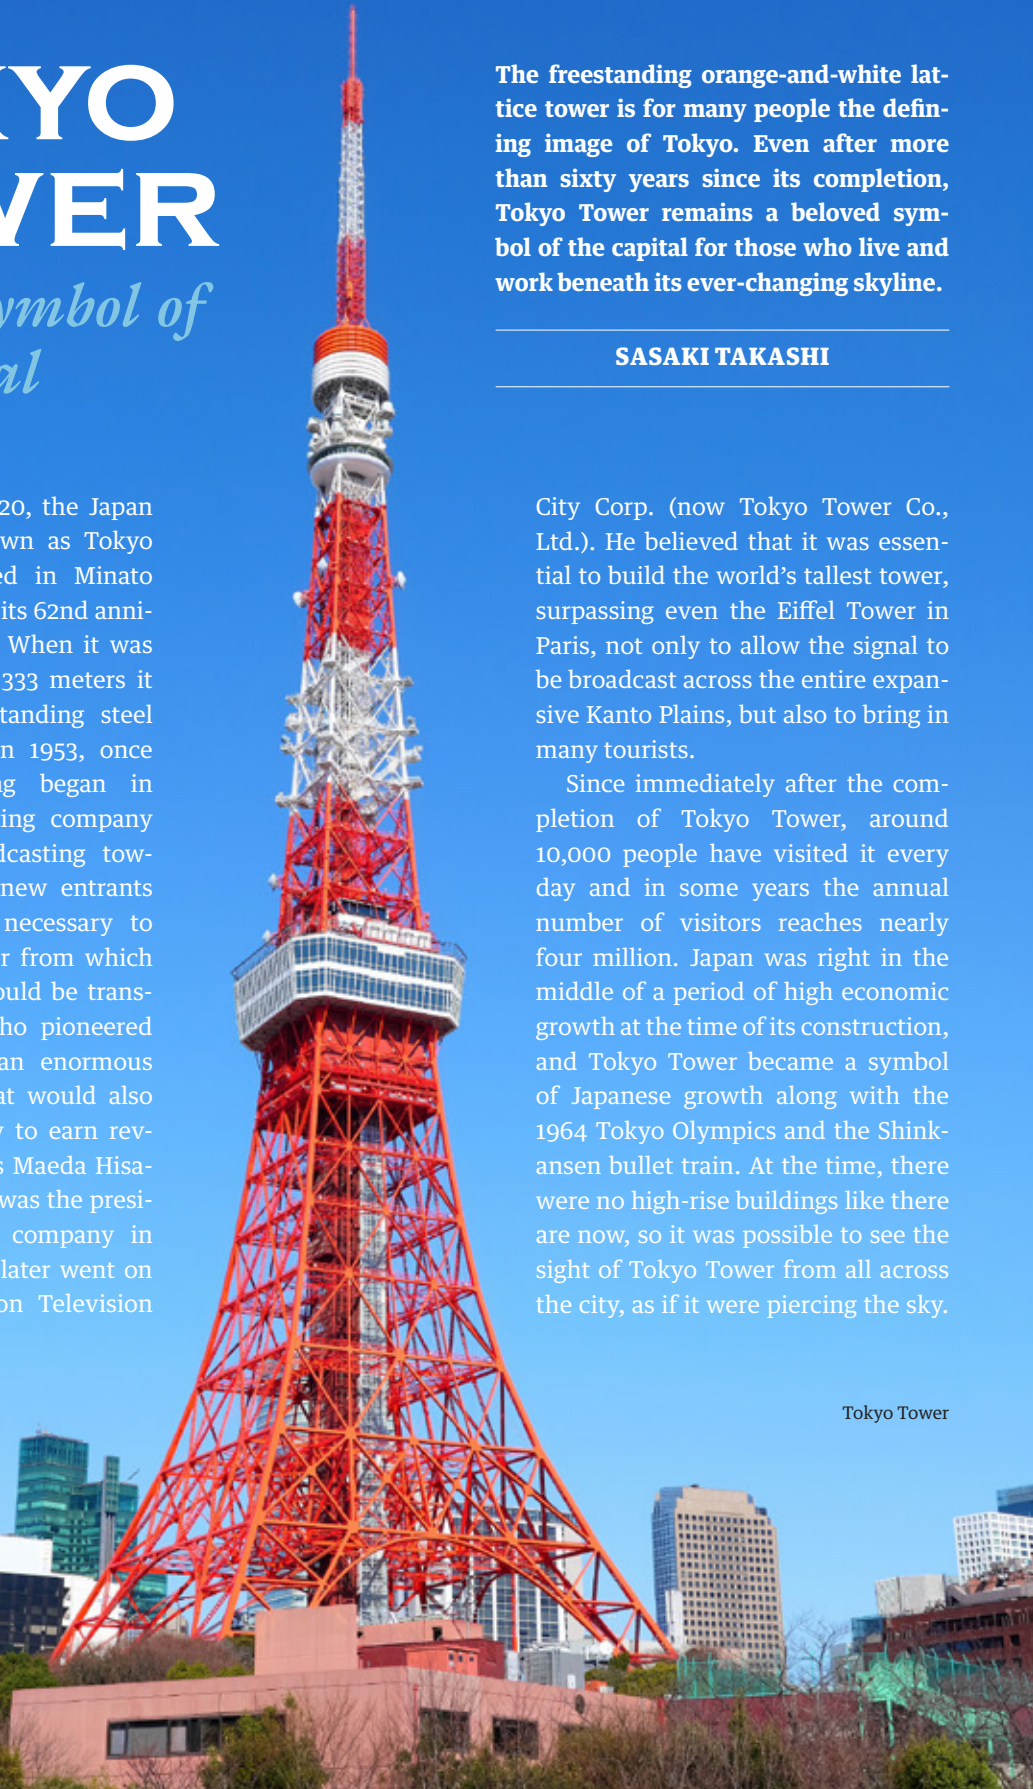 YO
WER
symbol of
al
The freestanding orange-and-white lat-
tice tower is for many people the defin-
ing image of Tokyo. Even after more
than sixty years since its completion,
Tokyo Tower remains a beloved sym-
bol of the capital for those who live and
work beneath its ever-changing skyline.
SASAKI TAKASHI
20, the Japan
wn as Tokyo
ed in Minato
its 62nd anni-
When it was
333 meters it
tanding steel
n 1953, once
ng began in
ing company
dcasting tow-
new entrants
necessary to
r from which
ould be trans-
ho pioneered
an enormous
at would also
y to earn rev-
s Maeda Hisa-
was the presi-
company in
later went on
on Television
City Corp. (now Tokyo Tower Co.,
Ltd.). He believed that it was essen-
tial to build the world’s tallest tower,
surpassing even the Eiffel Tower in
Paris, not only to allow the signal to
be broadcast across the entire expan-
sive Kanto Plains, but also to bring in
many tourists.
Since immediately after the com-
pletion of Tokyo Tower, around
10,000 people have visited it every
day and in some years the annual
number of visitors reaches nearly
four million. Japan was right in the
middle of a period of high economic
growth at the time of its construction,
and Tokyo Tower became a symbol
of Japanese growth along with the
1964 Tokyo Olympics and the Shink-
ansen bullet train. At the time, there
were no high-rise buildings like there
are now, so it was possible to see the
sight of Tokyo Tower from all across
the city, as if it were piercing the sky.
Tokyo Tower